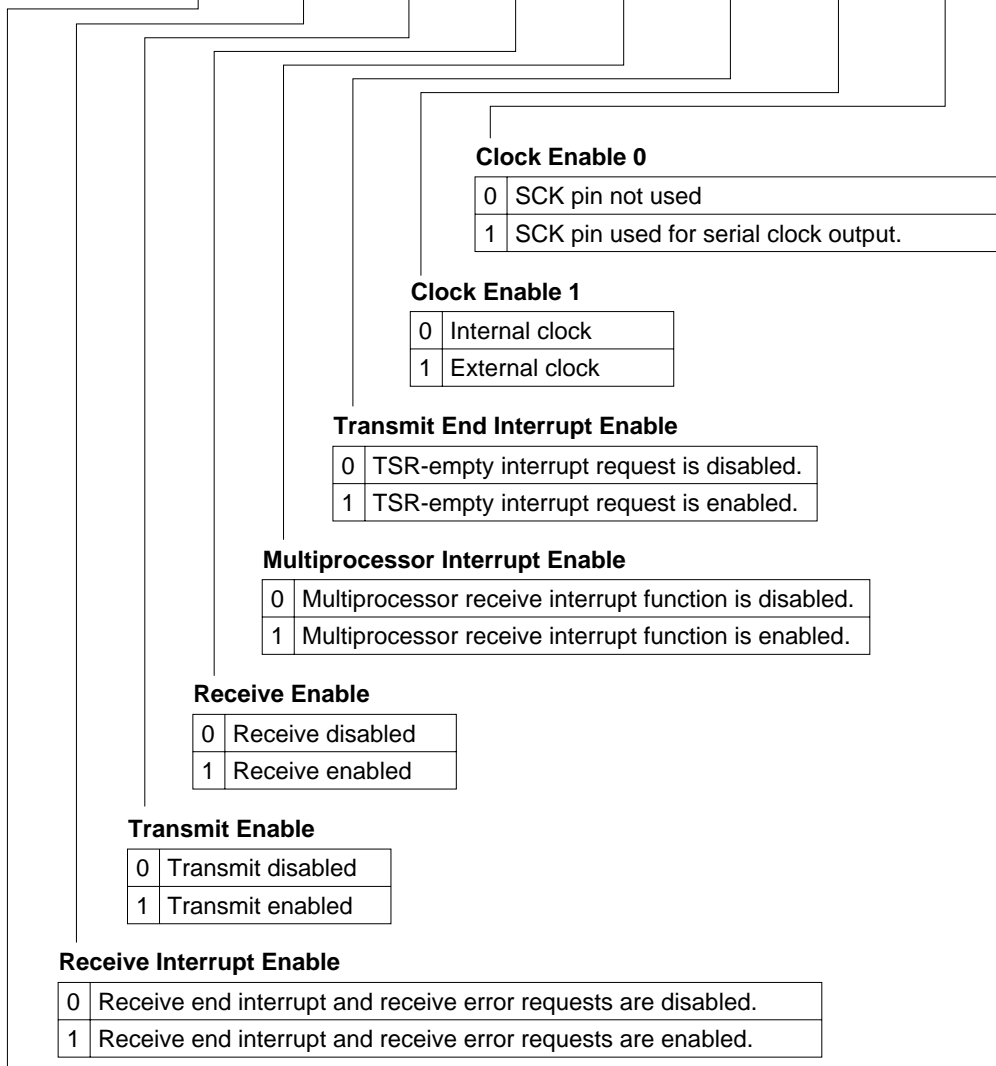 Clock Enable 0
0 SCK pin not used
1 SCK pin used for serial clock output.
Clock Enable 1
0 Internal clock
1 External clock
Transmit End Interrupt Enable
0 TSR-empty interrupt request is disabled.
1 TSR-empty interrupt request is enabled.
Multiprocessor Interrupt Enable
0 Multiprocessor receive interrupt function is disabled.
1 Multiprocessor receive interrupt function is enabled.
Receive Enable
0 Receive disabled
1 Receive enabled
Transmit Enable
0 Transmit disabled
1 Transmit enabled
Receive Interrupt Enable
0 Receive end interrupt and receive error requests are disabled.
1 Receive end interrupt and receive error requests are enabled.